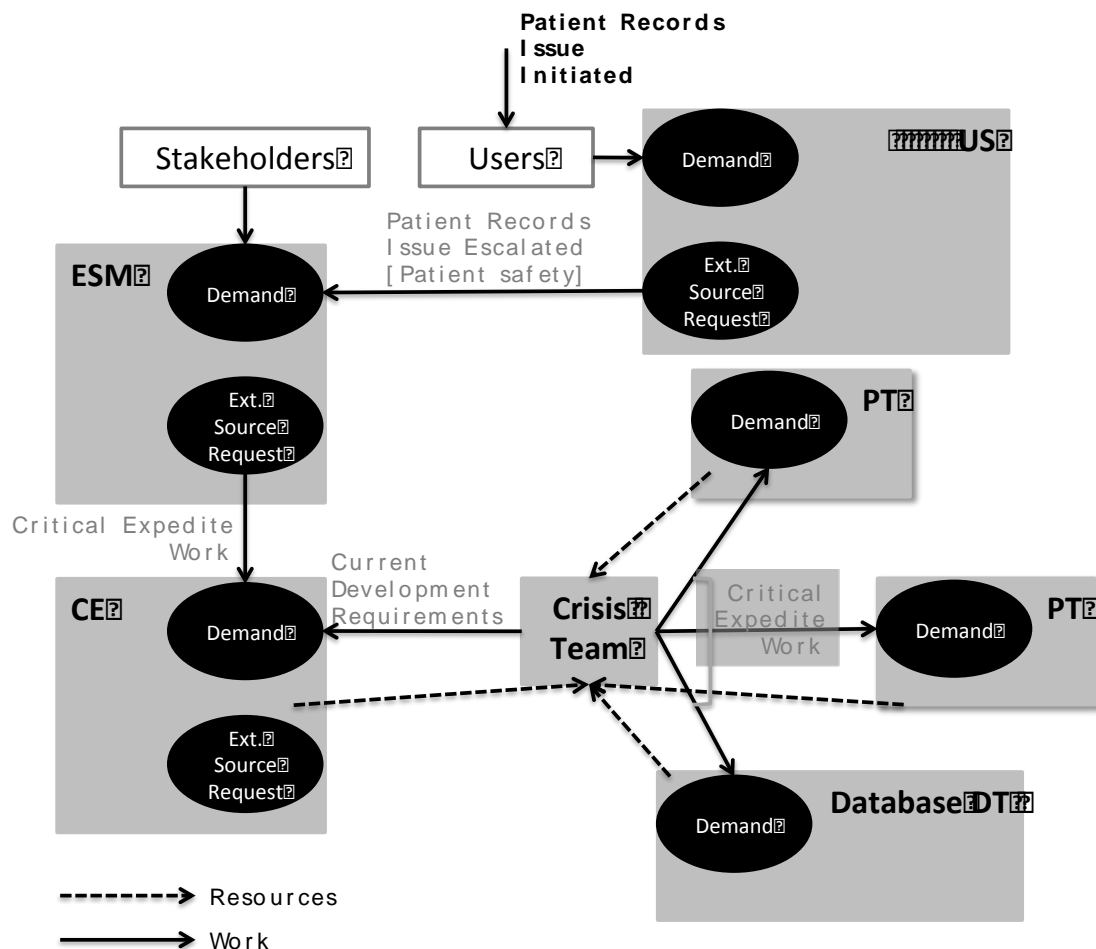 Patient Records
Issue
Initiated
Stakeholders
Users
Demand
US
Patient Records
Issue Escalated
[Patient safety]
ESM
Demand
Ext.
Source
Request
PT
Demand
Ext.
Source
Request
Critical Expedite
Work
Current
Development
Requirements
CE
Demand
Crisis
Team
Critical
Expedite
Work
PT
Demand
Ext.
Source
Request
Database DT
Demand
Resources
Work